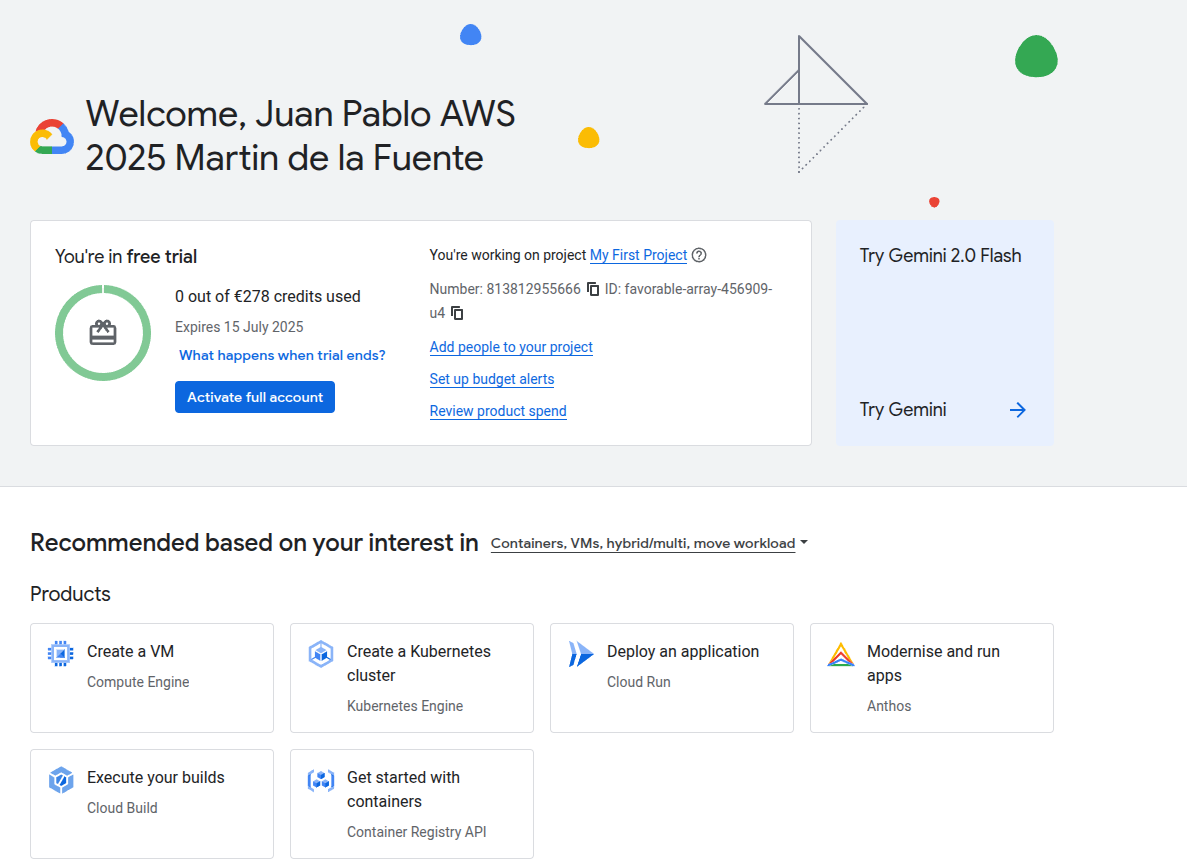 Welcome, Juan Pablo AWS
2025 Martin de la Fuente
You're in free trial
0 out of €278 credits used
Expires 15 July 2025
What happens when trial ends?
Activate full account
You're working on project My First Project
Number: 813812955666 ID: favorable-array-456909-
u4
Add people to your project
Set up budget alerts
Review product spend
Try Gemini 2.0 Flash
Try Gemini
Recommended based on your interest in Containers, VMs, hybrid/multi, move workload
Products
Create a VM
Compute Engine
Create a Kubernetes
cluster
Kubernetes Engine
Deploy an application
Cloud Run
Modernise and run
apps
Anthos
Execute your builds
Cloud Build
Get started with
containers
Container Registry API